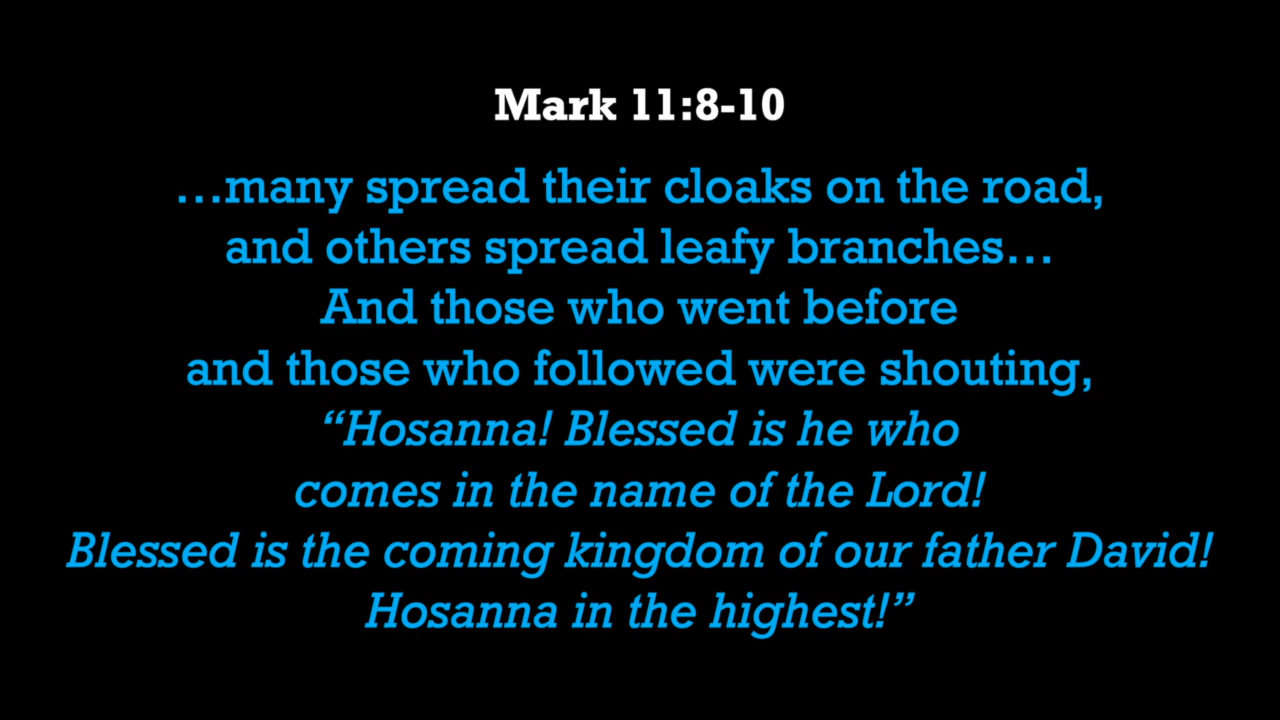 Mark 11:8-10
…many spread their cloaks on the road,
and others spread leafy branches…
And those who went before
and those who followed were shouting,
“Hosanna! Blessed is he who
comes in the name of the Lord!
Blessed is the coming kingdom of our father David!
Hosanna in the highest!”